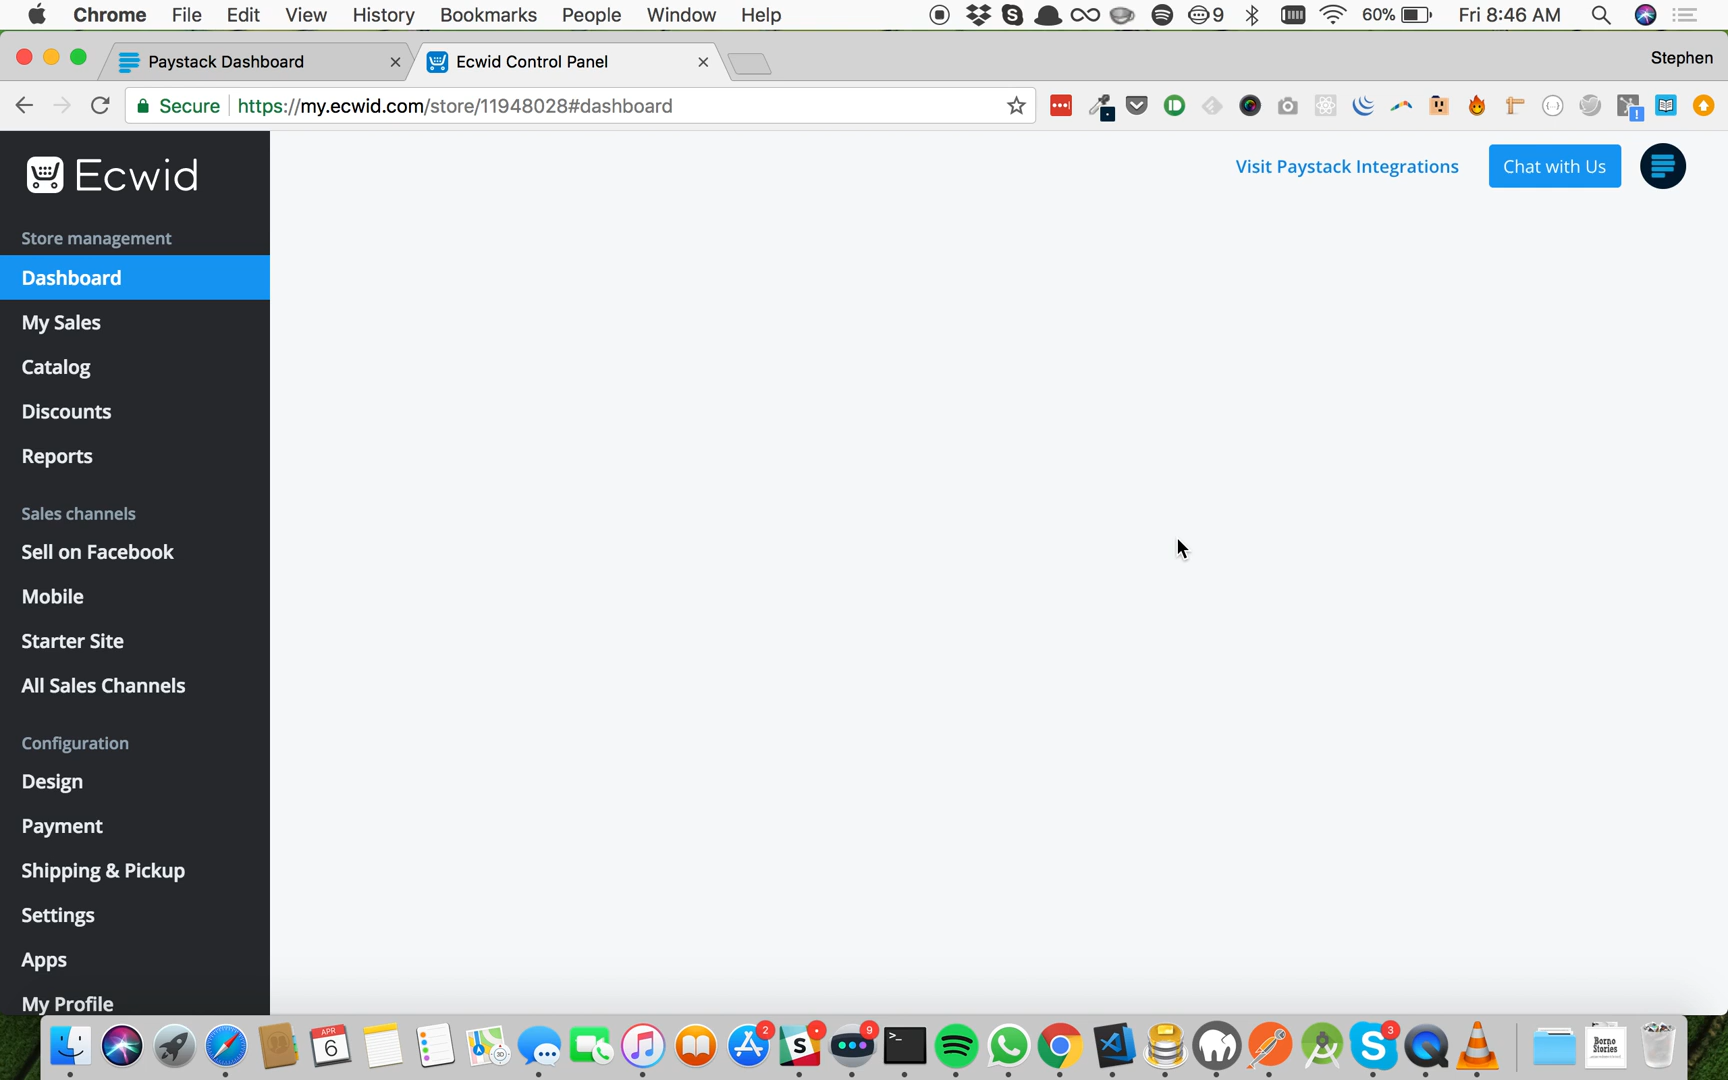 Chrome File Edit View History Bookmarks People Window Help 9 60% Fri 8:46 AM
Paystack Dashboard Ecwid Control Panel Stephen
Secure https://my.ecwid.com/store/11948028#dashboard
Ecwid
Visit Paystack Integrations Chat with Us
Store management
Dashboard
My Sales
Catalog
Discounts
Reports
Sales channels
Sell on Facebook
Mobile
Starter Site
All Sales Channels
Configuration
Design
Payment
Shipping & Pickup
Settings
Apps
My Profile
APR
6
2
9
3
Borno
Stories